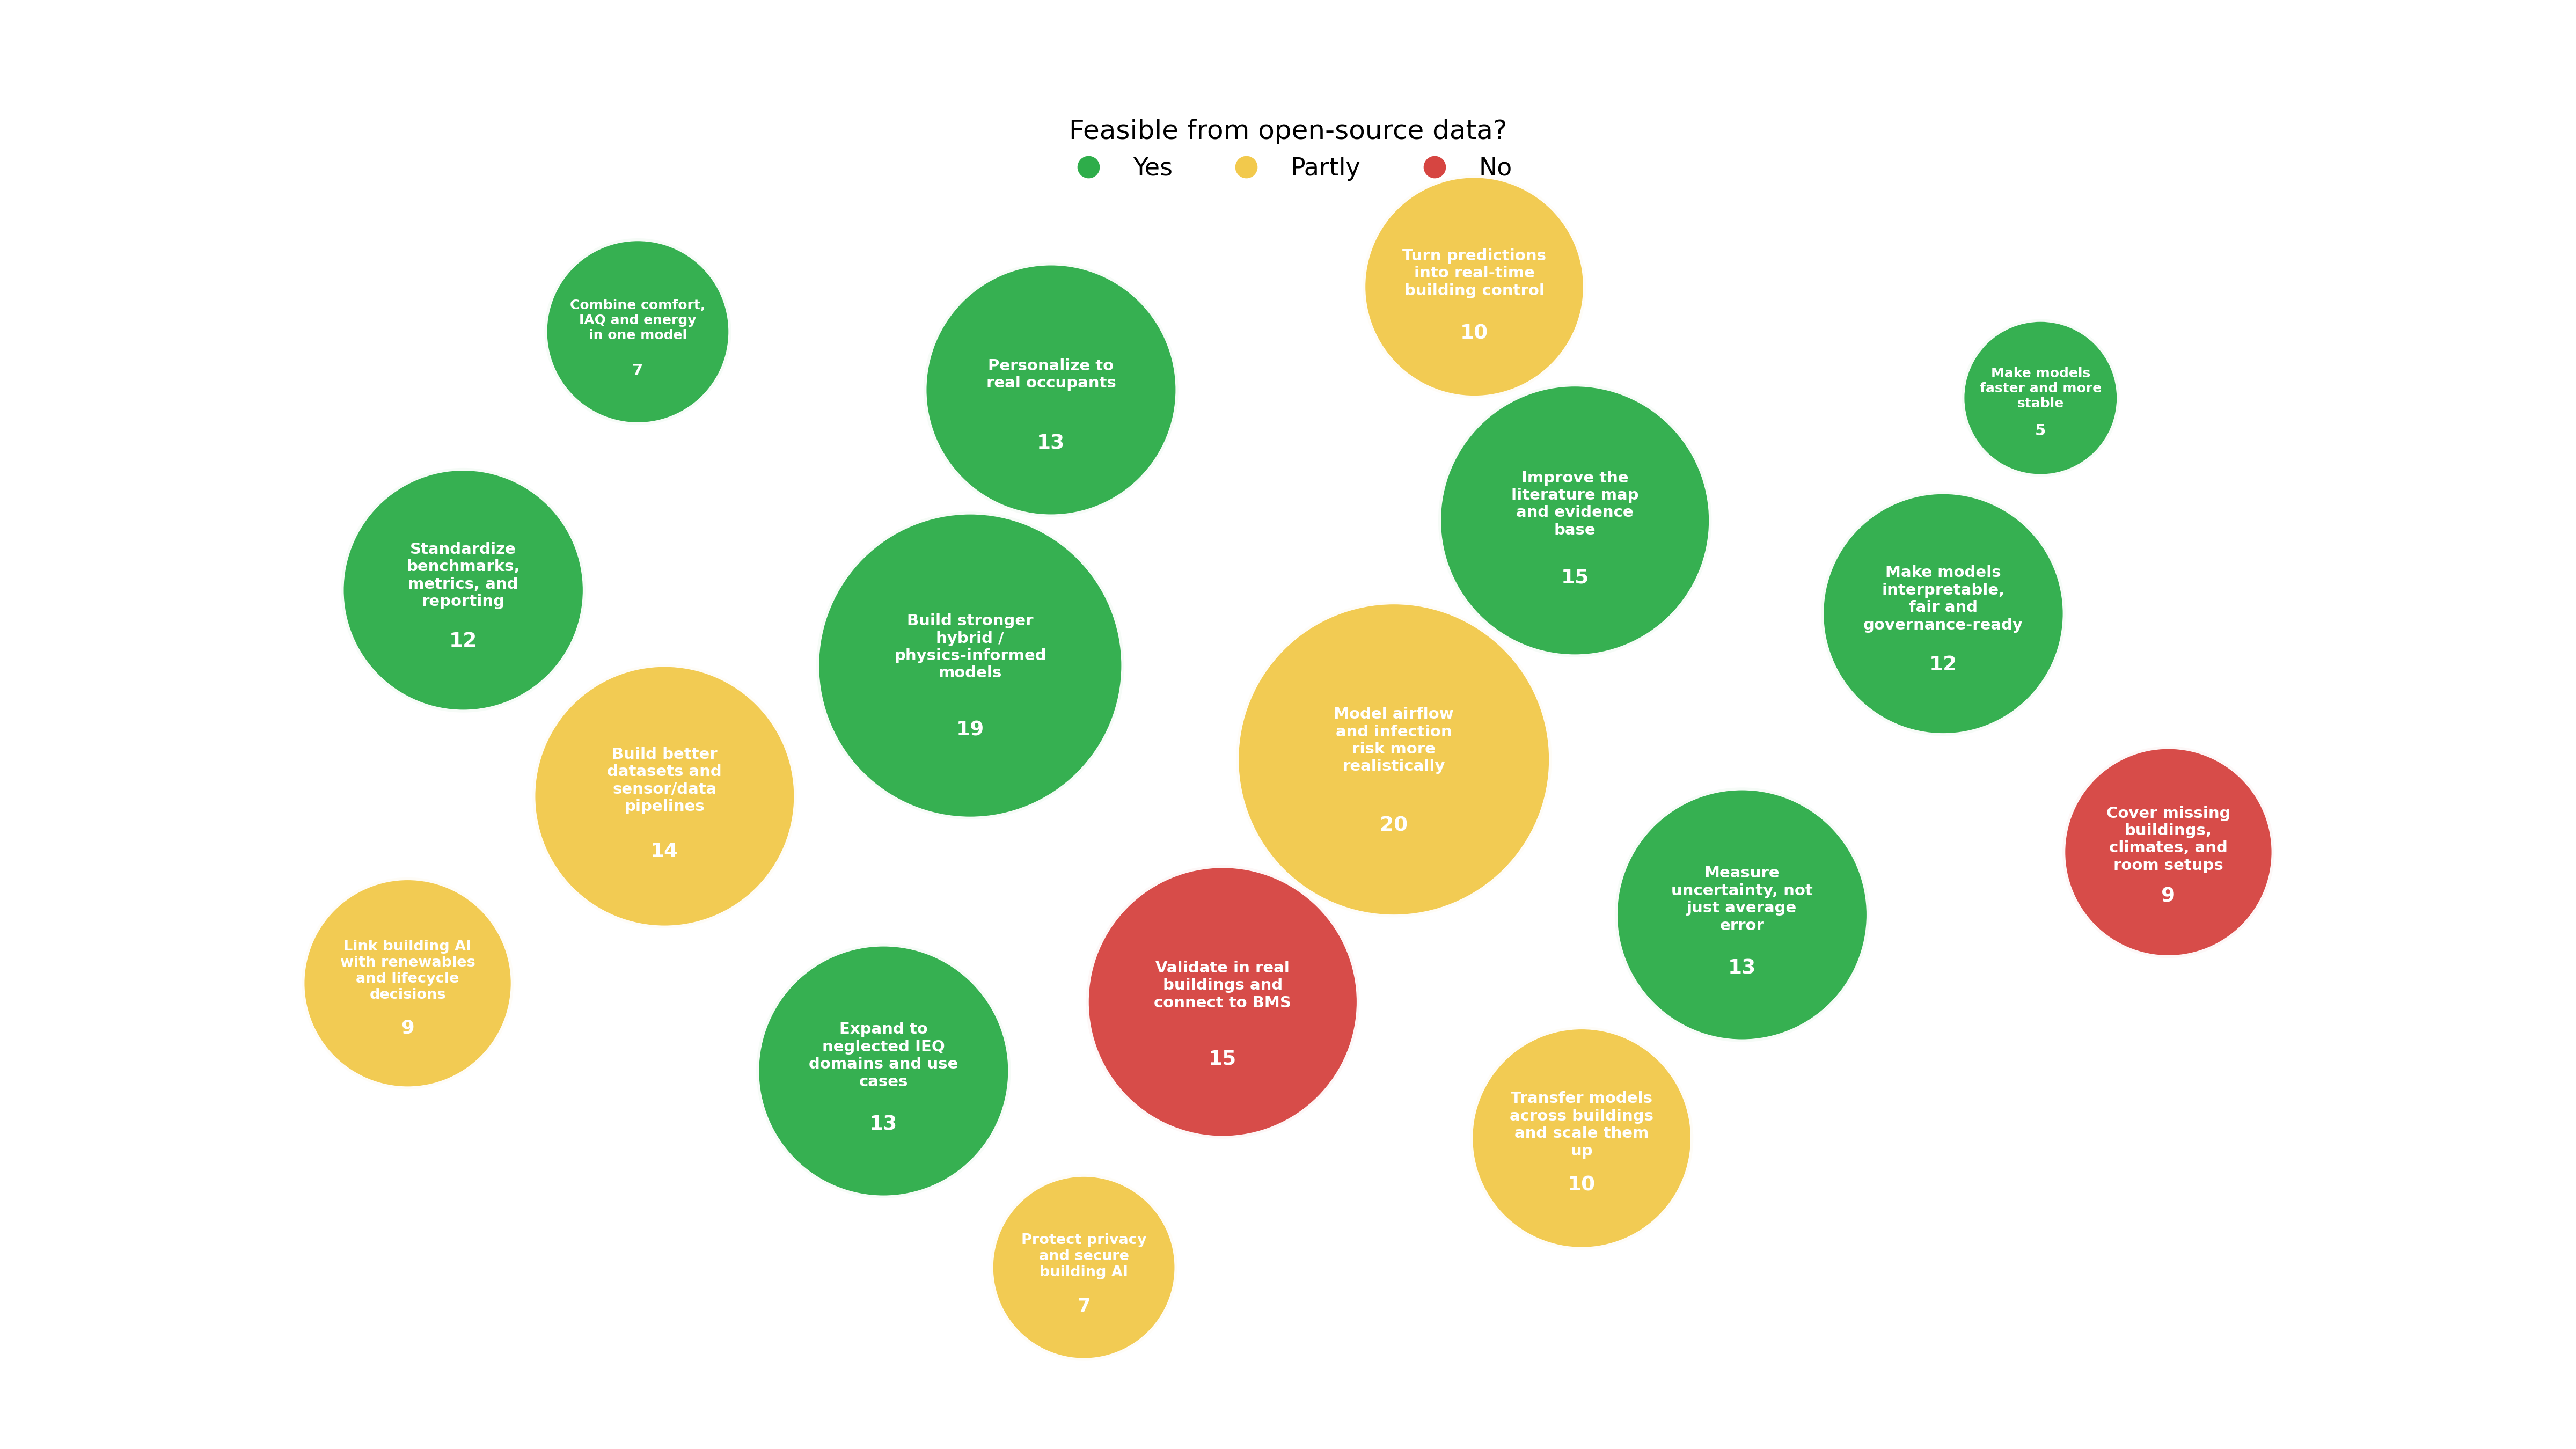 Feasible from open-source data?
Yes
Partly
No
Turn predictions
into real-time
building control
10
Combine comfort,
IAQ and energy
in one model
7
Personalize to
real occupants
13
Make models
faster and more
stable
5
Improve the
literature map
and evidence
base
15
Standardize
benchmarks,
metrics, and
reporting
12
Make models
interpretable,
fair and
governance-ready
12
Build stronger
hybrid /
physics-informed
models
19
Model airflow
and infection
risk more
realistically
20
Build better
datasets and
sensor/data
pipelines
14
Cover missing
buildings,
climates, and
room setups
9
Measure
uncertainty, not
just average
error
13
Link building AI
with renewables
and lifecycle
decisions
9
Validate in real
buildings and
connect to BMS
15
Expand to
neglected IEQ
domains and use
cases
13
Transfer models
across buildings
and scale them
up
10
Protect privacy
and secure
building AI
7